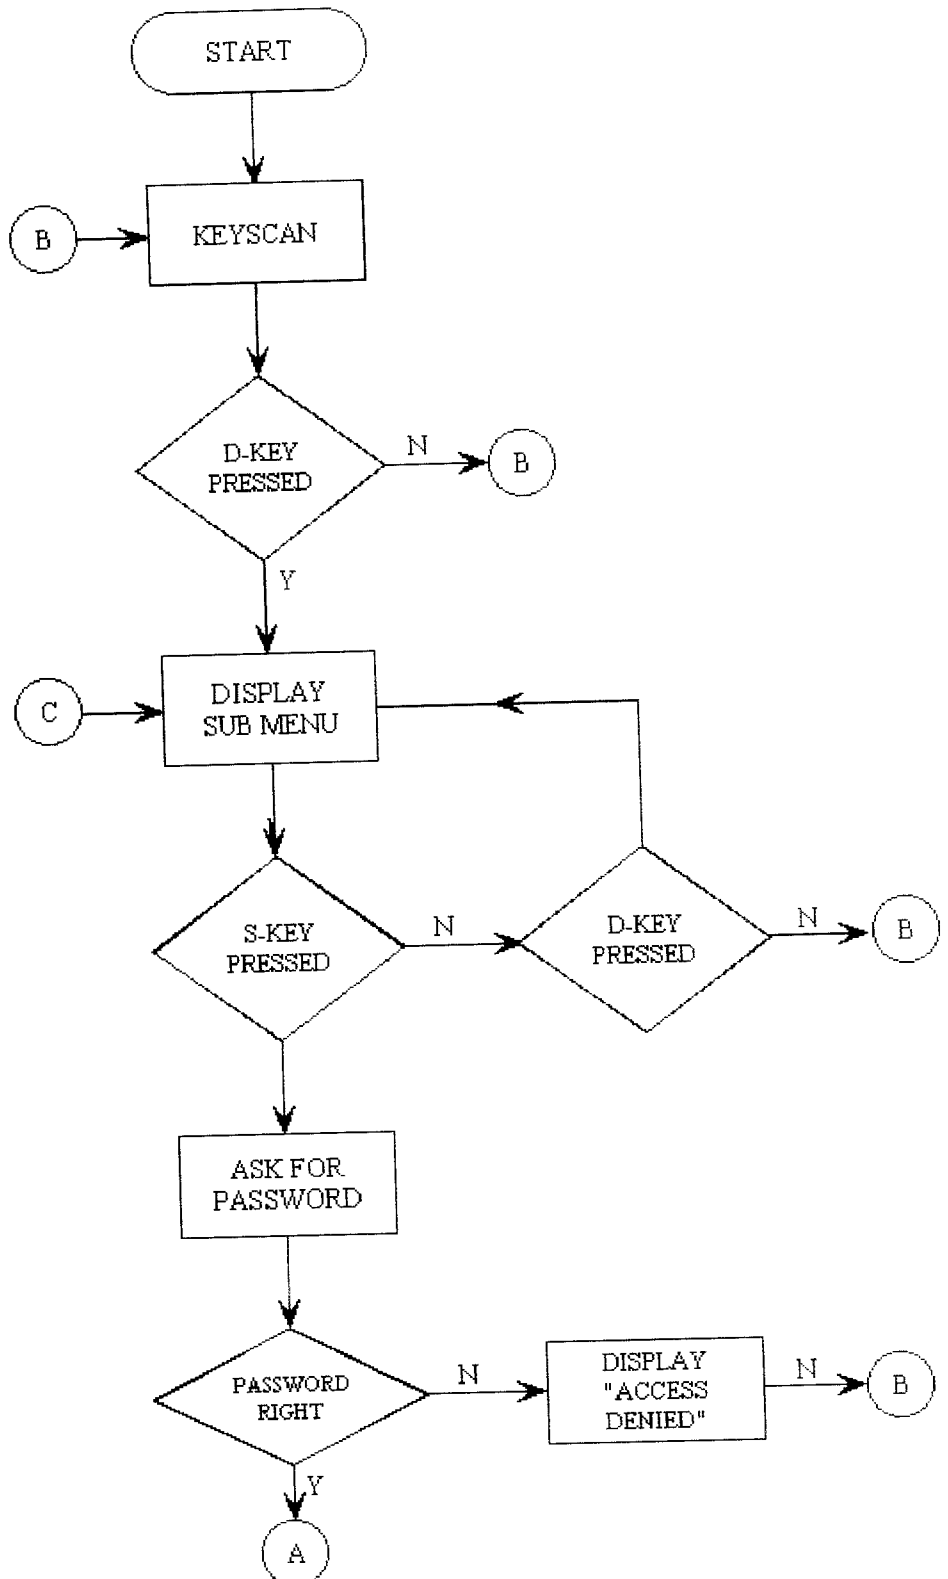 START
B
KEYSCAN
D-KEY
PRESSED
N
B
Y
C
DISPLAY
SUB MENU
S-KEY
PRESSED
N
D-KEY
PRESSED
N
B
ASK FOR
PASSWORD
PASSWORD
RIGHT
N
DISPLAY
"ACCESS
DENIED"
N
B
Y
A